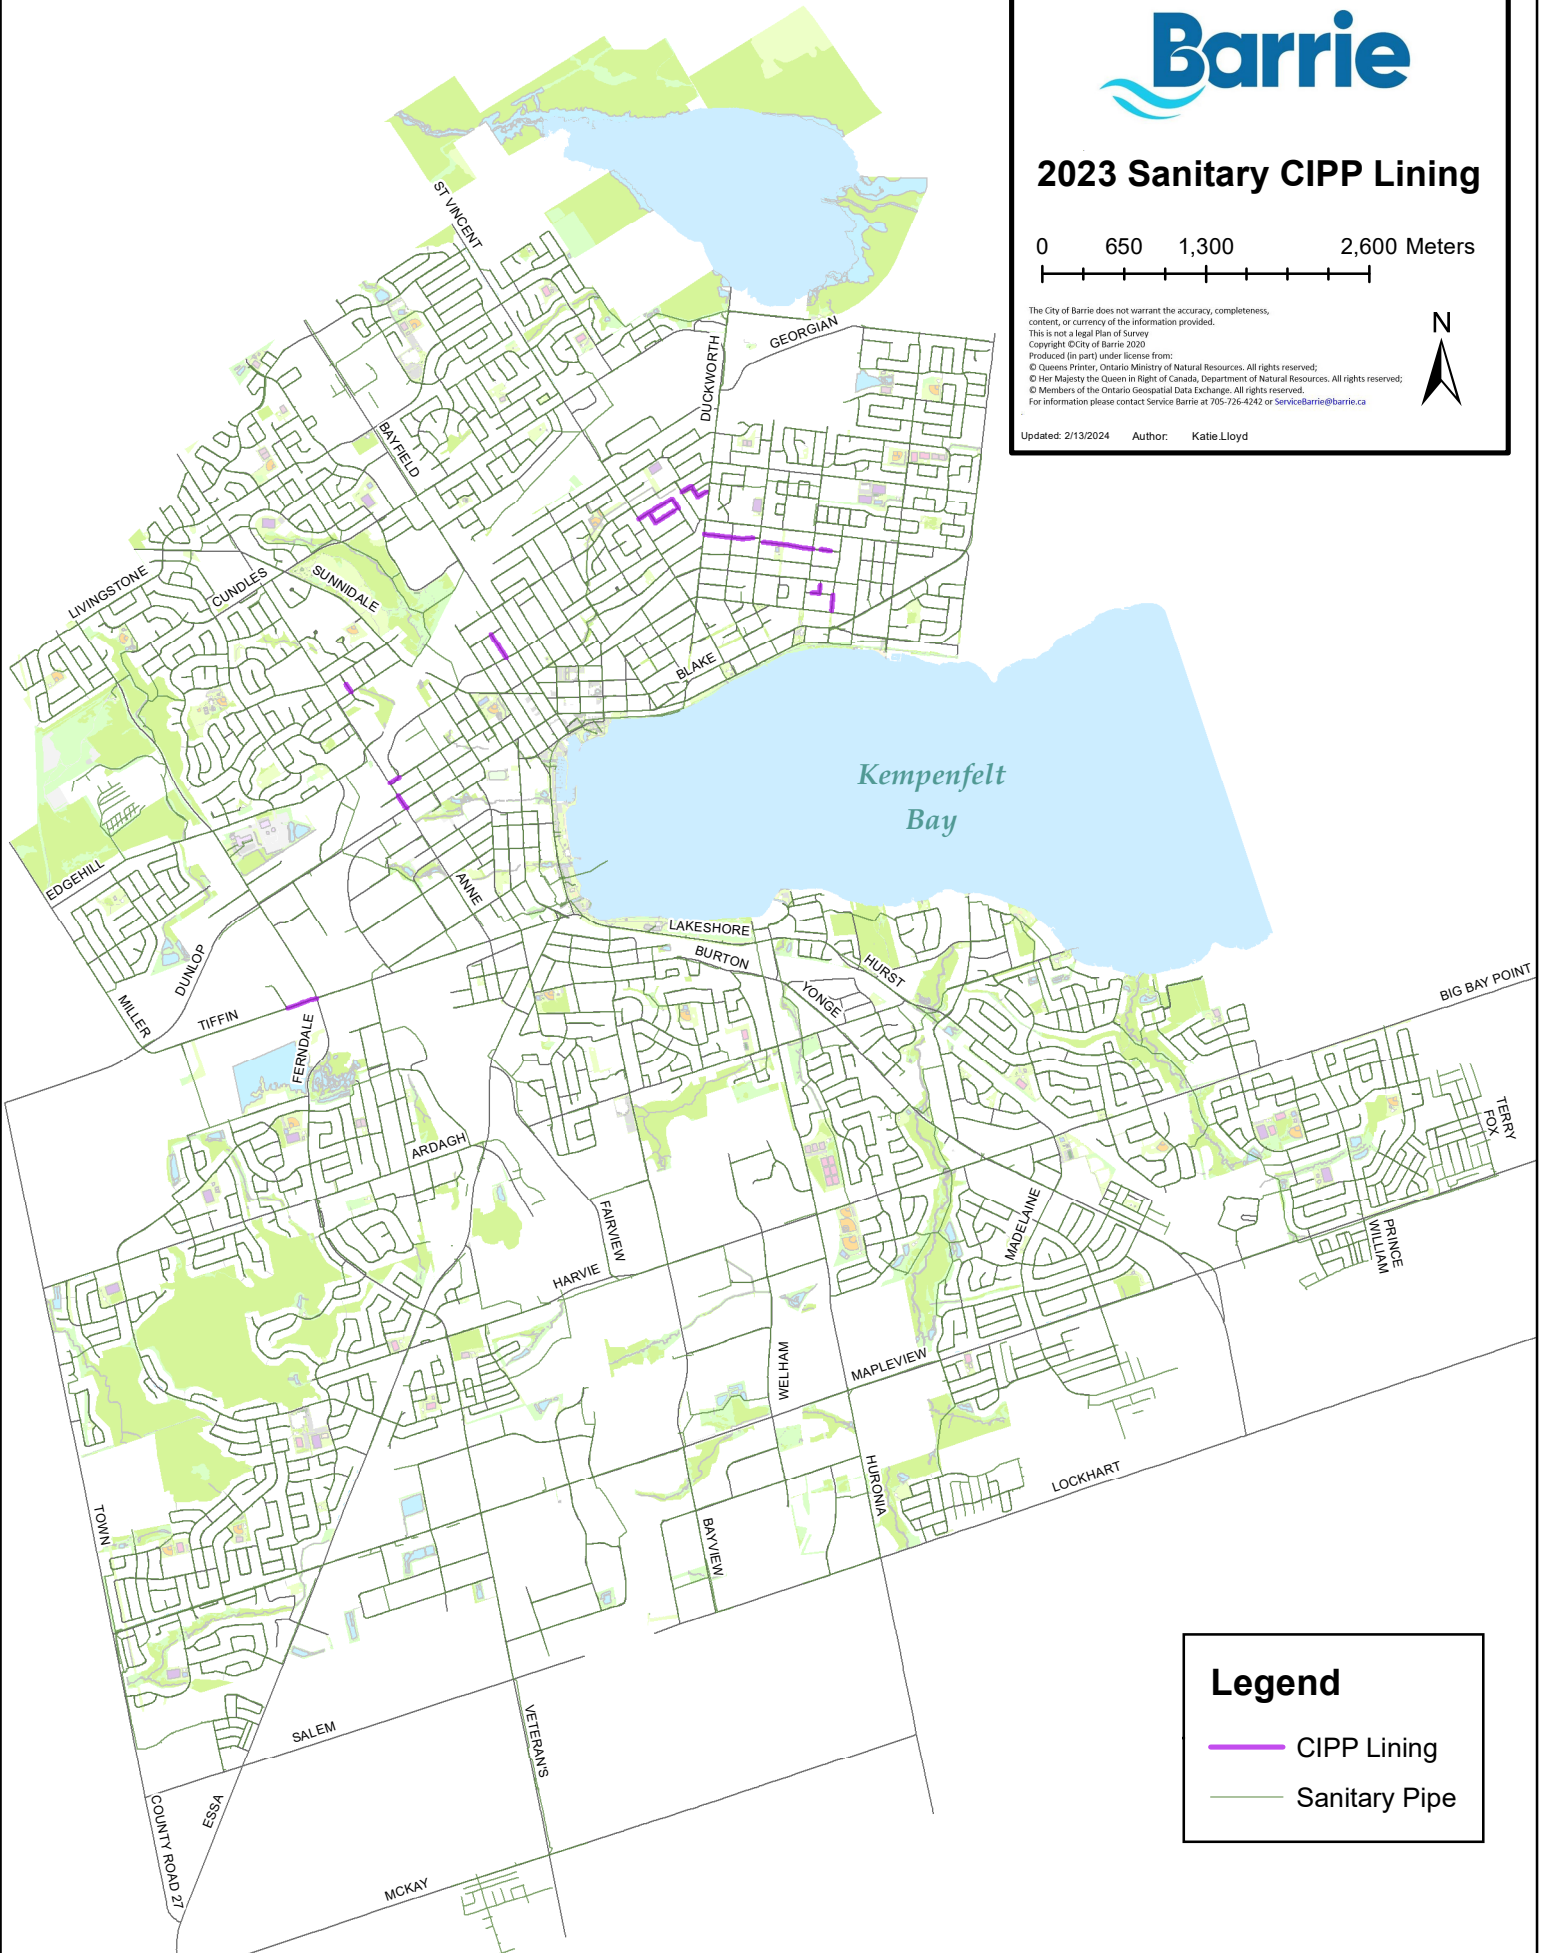 Barrie
2023 Sanitary CIPP Lining
0 650 1,300 2,600 Meters
The City of Barrie does not warrant the accuracy, completeness,
content, or currency of the information provided.
This is not a legal Plan of Survey
Copyright ©City of Barrie 2020
Produced (in part) under license from:
© Queens Printer, Ontario Ministry of Natural Resources. All rights reserved;
© Her Majesty the Queen in Right of Canada, Department of Natural Resources. All rights reserved;
© Members of the Ontario Geospatial Data Exchange. All rights reserved.
For information please contact Service Barrie at 705-726-4242 or ServiceBarrie@barrie.ca
N
Updated: 2/13/2024 Author: Katie.Lloyd
ST VINCENT
GEORGIAN
DUCKWORTH
BAYFIELD
LIVINGSTONE
CUNDLES
SUNNIDALE
BLAKE
Kempenfelt
Bay
EDGEHILL
ANNE
LAKESHORE
BURTON
DUNLOP
HURST
YONGE
BIG BAY POINT
MILLER
TIFFIN
FERNDALE
TERRY
FOX
ARDAGH
FAIRVIEW
MADELAINE
PRINCE
WILLIAM
HARVIE
WELHAM
MAPLEVIEW
HURONIA
LOCKHART
TOWN
BAYVIEW
SALEM
VETERAN'S
COUNTY ROAD 27
ESSA
MCKAY
Legend
CIPP Lining
Sanitary Pipe